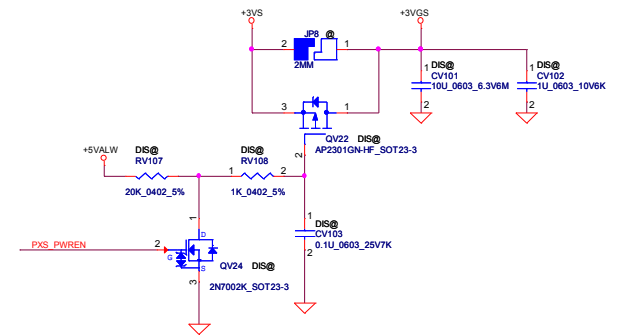 +3VS
+3VGS
JP8 @
2
1
2MM
DIS@
CV101
10U_0603_6.3V6M
1
2
DIS@
CV102
1U_0603_10V6K
1
2
3
1
QV22 DIS@
AP2301GN-HF_SOT23-3
2
+5VALW
DIS@
RV107
20K_0402_5%
DIS@
RV108
1
2
1K_0402_5%
DIS@
CV103
0.1U_0603_25V7K
1
2
1
D
PXS_PWREN
2
G
S
QV24 DIS@
3
2N7002K_SOT23-3